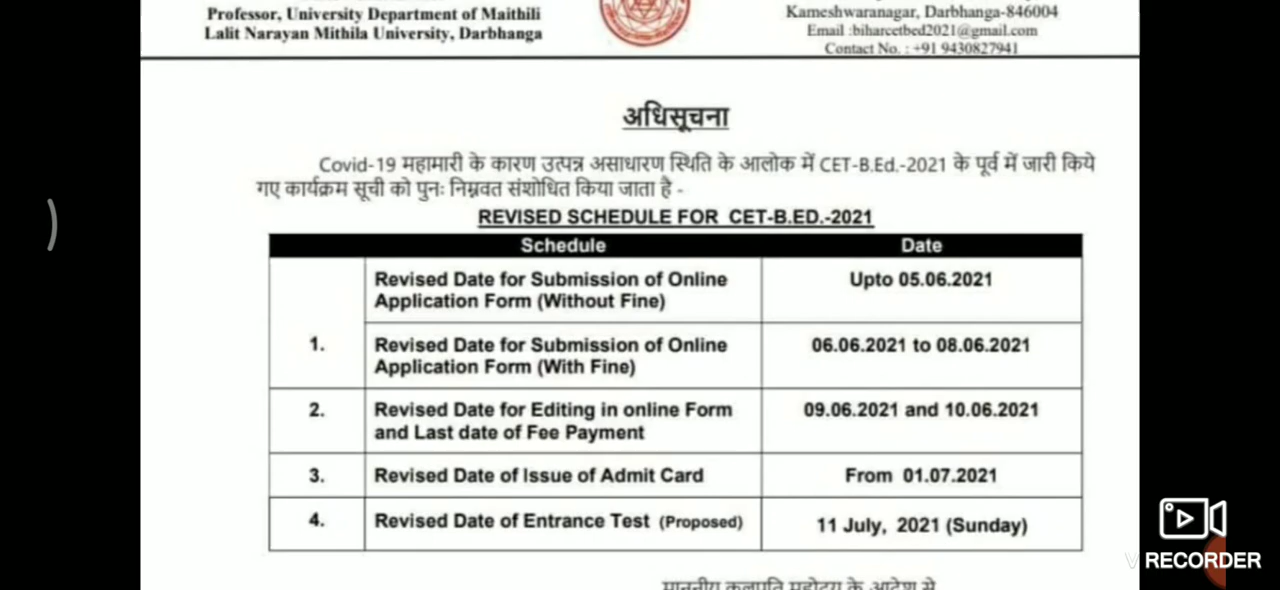 Professor, University Department of Maithili
Lalit Narayan Mithila University, Darbhanga
Kameshwaranagar, Darbhanga-846004
Email :biharcetbed2021@gmail.com
Contact No. : +91 9430827941
अधिसूचना
Covid-19 महामारी के कारण उत्पन्न असाधारण स्थिति के आलोक में CET-B.Ed.-2021 के पूर्व में जारी किये
गए कार्यक्रम सूची को पुनः निम्नवत संशोधित किया जाता है -
REVISED SCHEDULE FOR CET-B.ED.-2021
Schedule Date
Revised Date for Submission of Online
Application Form (Without Fine)
Upto 05.06.2021
1.
Revised Date for Submission of Online
Application Form (With Fine)
06.06.2021 to 08.06.2021
2.
Revised Date for Editing in online Form
and Last date of Fee Payment
09.06.2021 and 10.06.2021
3. Revised Date of Issue of Admit Card From 01.07.2021
4. Revised Date of Entrance Test (Proposed) 11 July, 2021 (Sunday)
माननीय कुलपति महोदय के आदेश से
V RECORDER